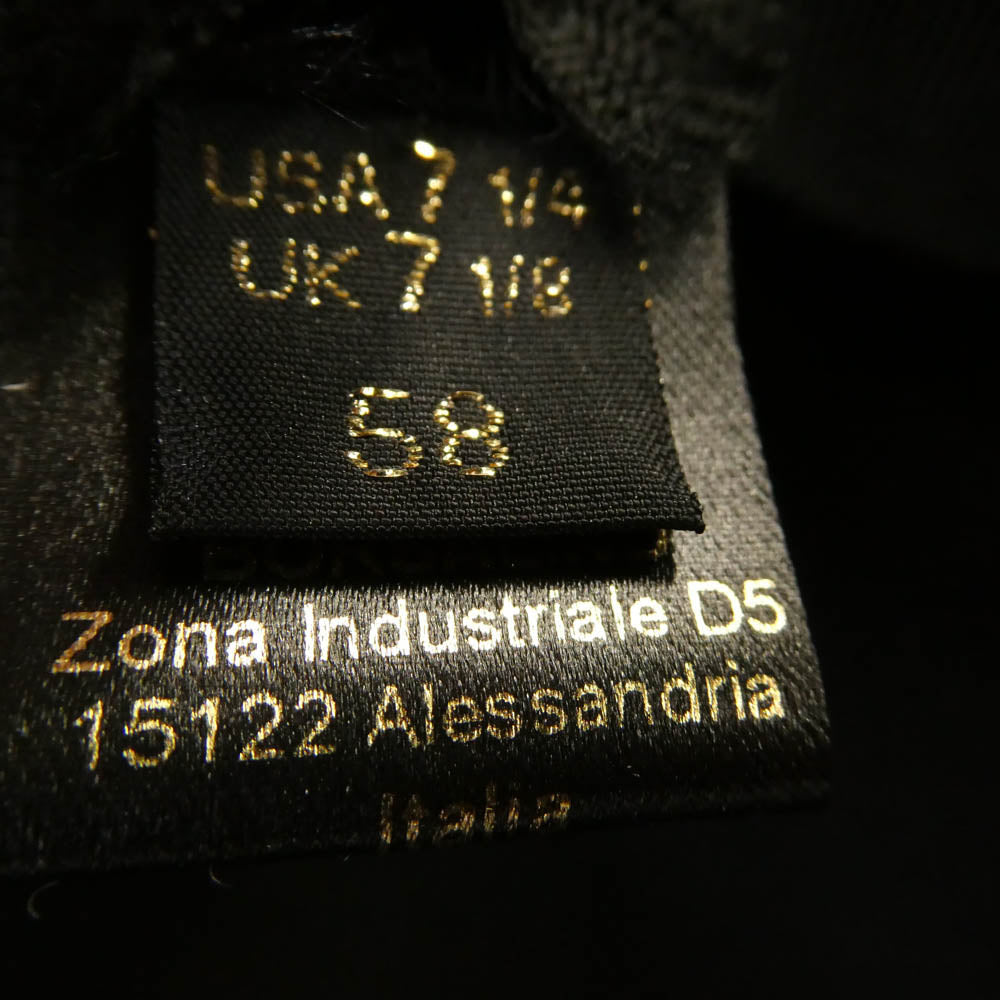 USA 7 1/4
UK 7 1/8
58
Zona Industriale D5
15122 Alessandria
Italia